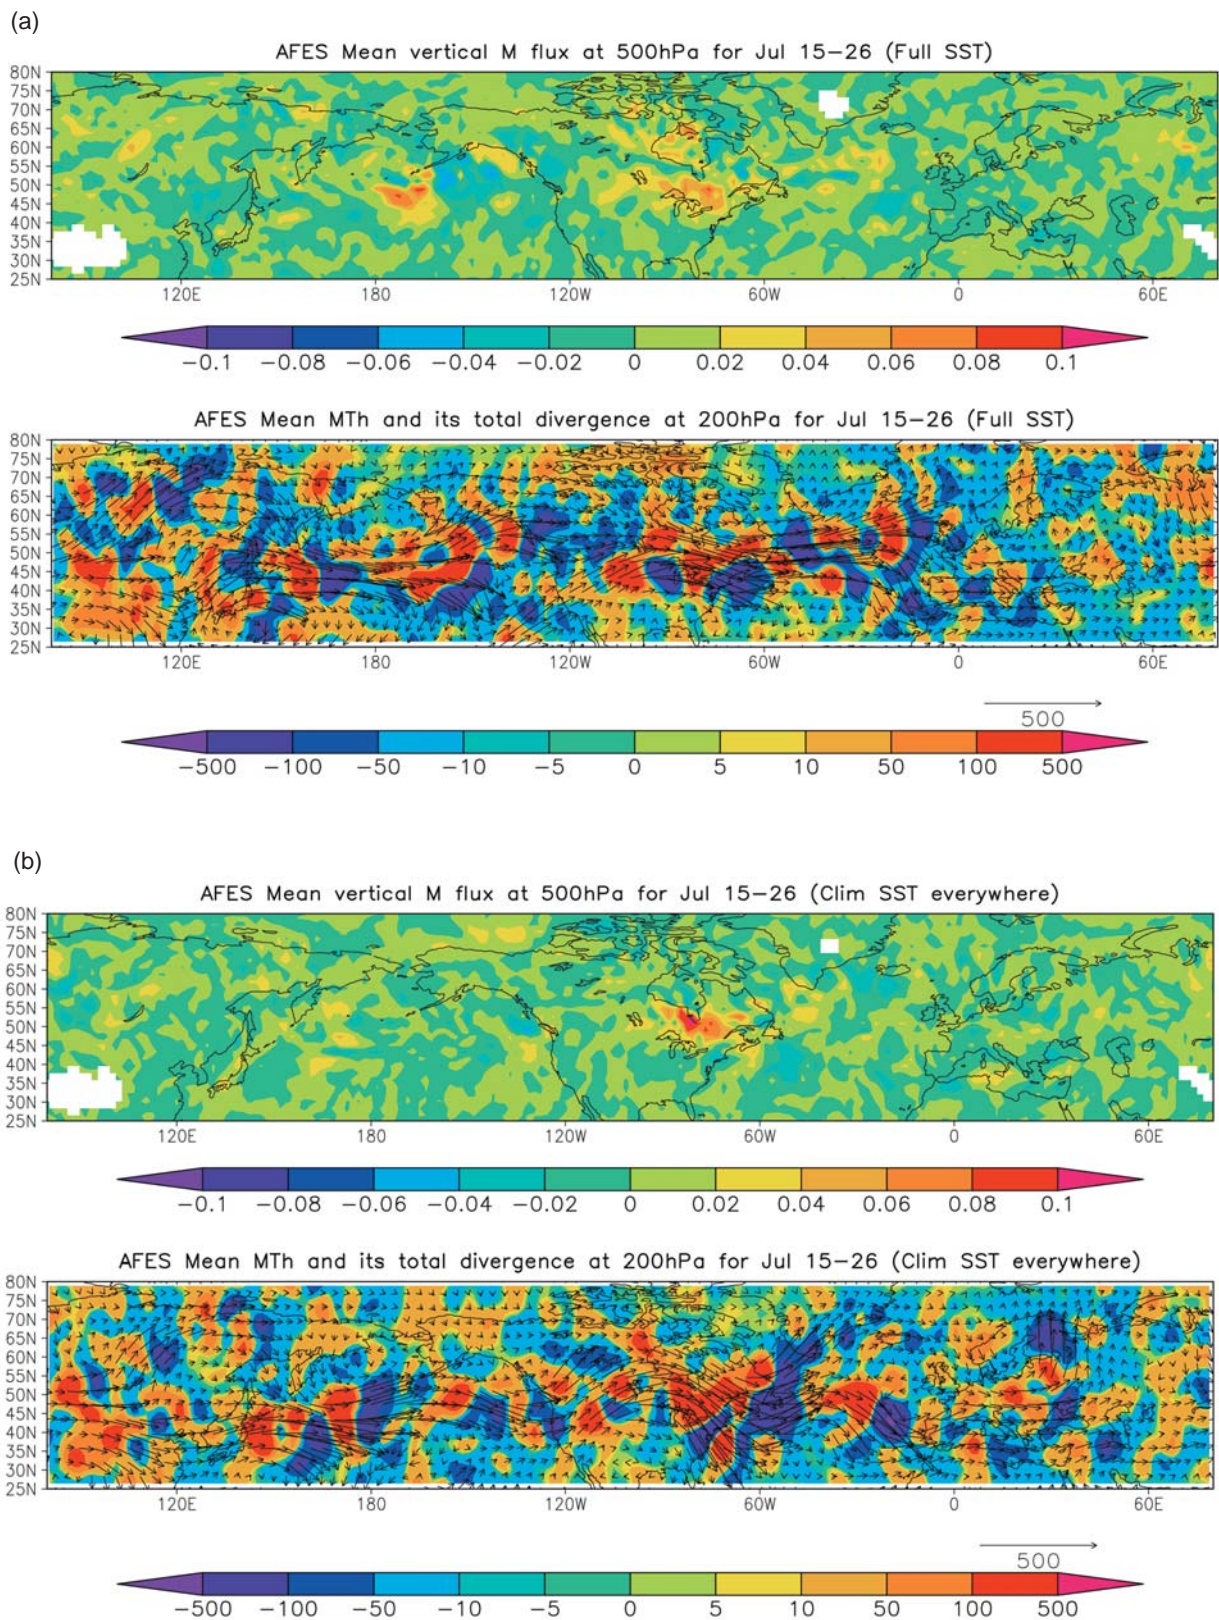 (a)
AFES Mean vertical M flux at 500hPa for Jul 15−26 (Full SST)
80N
75N
70N
65N
60N
55N
50N
45N
40N
35N
30N
25N
120E 180 120W 60W 0 60E
−0.1 −0.08 −0.06 −0.04 −0.02 0 0.02 0.04 0.06 0.08 0.1
AFES Mean MTh and its total divergence at 200hPa for Jul 15−26 (Full SST)
80N
75N
70N
65N
60N
55N
50N
45N
40N
35N
30N
25N
120E 180 120W 60W 0 60E
500
−500 −100 −50 −10 −5 0 5 10 50 100 500
(b)
AFES Mean vertical M flux at 500hPa for Jul 15−26 (Clim SST everywhere)
80N
75N
70N
65N
60N
55N
50N
45N
40N
35N
30N
25N
120E 180 120W 60W 0 60E
−0.1 −0.08 −0.06 −0.04 −0.02 0 0.02 0.04 0.06 0.08 0.1
AFES Mean MTh and its total divergence at 200hPa for Jul 15−26 (Clim SST everywhere)
80N
75N
70N
65N
60N
55N
50N
45N
40N
35N
30N
25N
120E 180 120W 60W 0 60E
500
−500 −100 −50 −10 −5 0 5 10 50 100 500